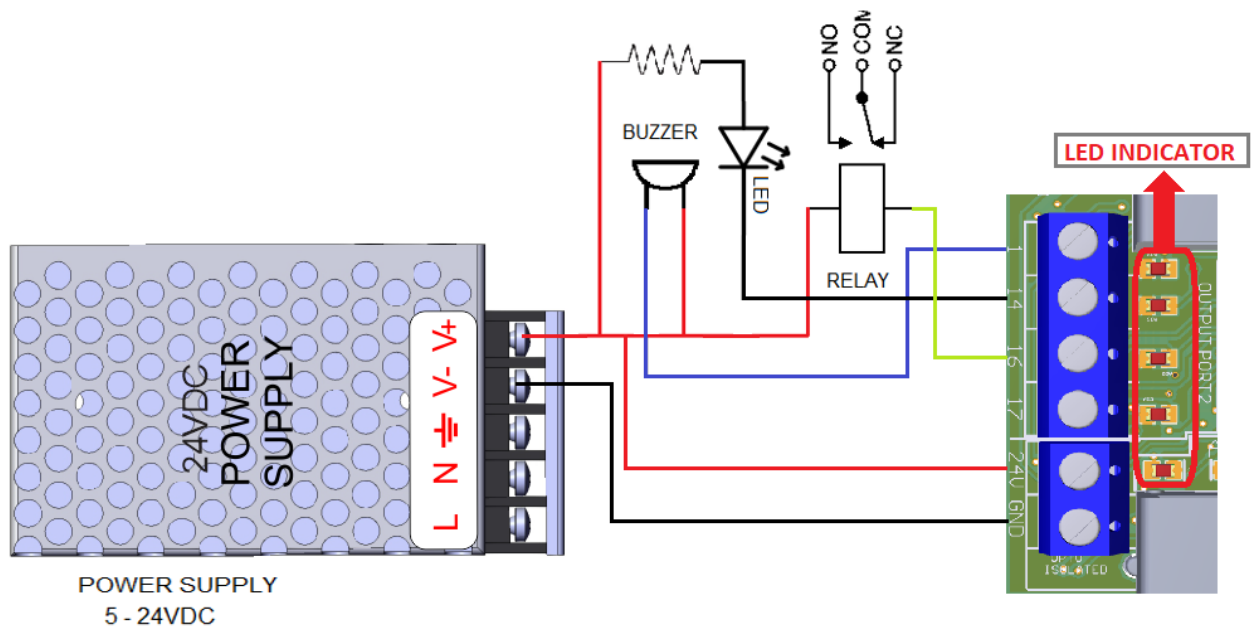 NO
COM
NC
BUZZER
LED
LED INDICATOR
RELAY
24VDC
POWER
SUPPLY
V+
V-
N
L
1
14
16
17
24V
GND
OUTPUT PORT2
ISOLATED
POWER SUPPLY
5 - 24VDC